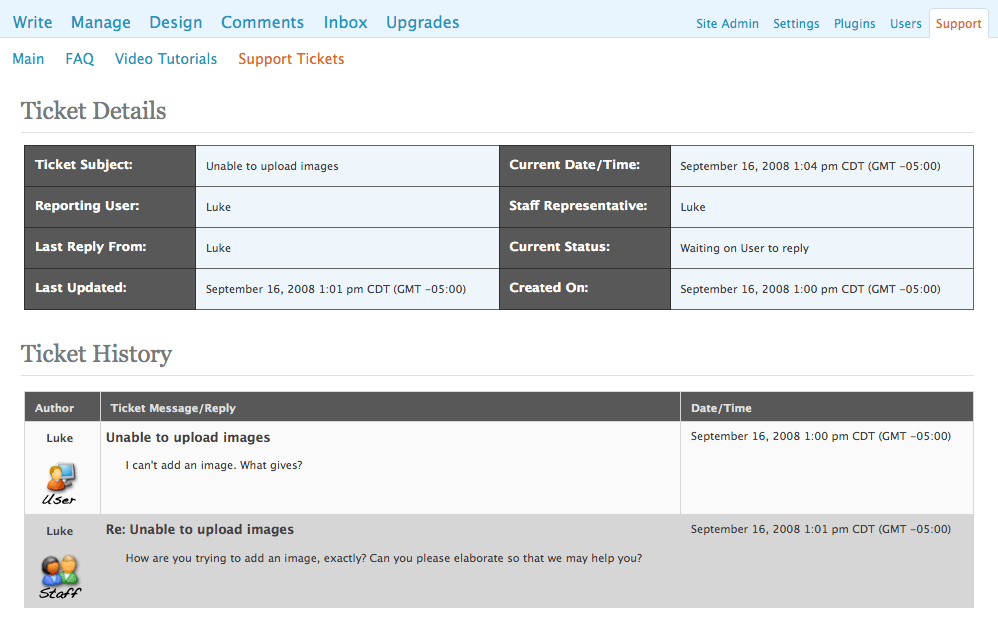 Write Manage Design Comments Inbox Upgrades Site Admin Settings Plugins Users Support
Main FAQ Video Tutorials Support Tickets
Ticket Details
Ticket Subject: Unable to upload images Current Date/Time: September 16, 2008 1:04 pm CDT (GMT -05:00)
Reporting User: Luke Staff Representative: Luke
Last Reply From: Luke Current Status: Waiting on User to reply
Last Updated: September 16, 2008 1:01 pm CDT (GMT -05:00) Created On: September 16, 2008 1:00 pm CDT (GMT -05:00)
Ticket History
Author Ticket Message/Reply Date/Time
Luke Unable to upload images September 16, 2008 1:00 pm CDT (GMT -05:00)
I can't add an image. What gives?
User
Luke Re: Unable to upload images September 16, 2008 1:01 pm CDT (GMT -05:00)
How are you trying to add an image, exactly? Can you please elaborate so that we may help you?
Staff